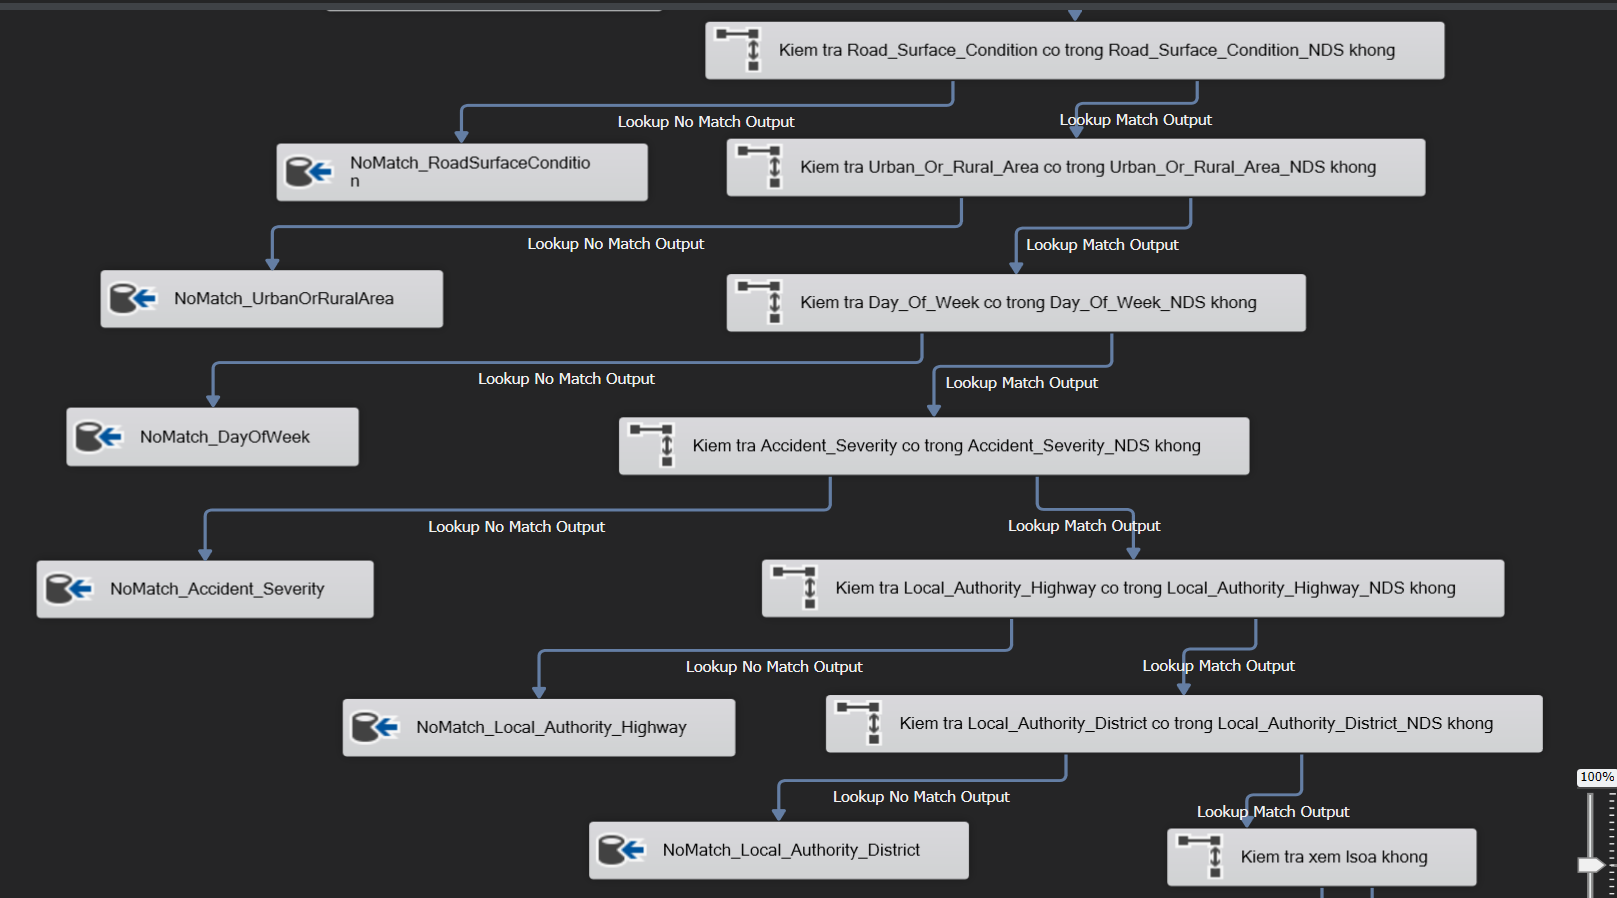 Kiem tra Road_Surface_Condition co trong Road_Surface_Condition_NDS khong
Lookup No Match Output
Lookup Match Output
NoMatch_RoadSurfaceConditio
n
Kiem tra Urban_Or_Rural_Area co trong Urban_Or_Rural_Area_NDS khong
Lookup No Match Output
Lookup Match Output
NoMatch_UrbanOrRuralArea
Kiem tra Day_Of_Week co trong Day_Of_Week_NDS khong
Lookup No Match Output
Lookup Match Output
NoMatch_DayOfWeek
Kiem tra Accident_Severity co trong Accident_Severity_NDS khong
Lookup No Match Output
Lookup Match Output
NoMatch_Accident_Severity
Kiem tra Local_Authority_Highway co trong Local_Authority_Highway_NDS khong
Lookup No Match Output
Lookup Match Output
NoMatch_Local_Authority_Highway
Kiem tra Local_Authority_District co trong Local_Authority_District_NDS khong
100%
Lookup No Match Output
Lookup Match Output
NoMatch_Local_Authority_District
Kiem tra xem lsoa khong